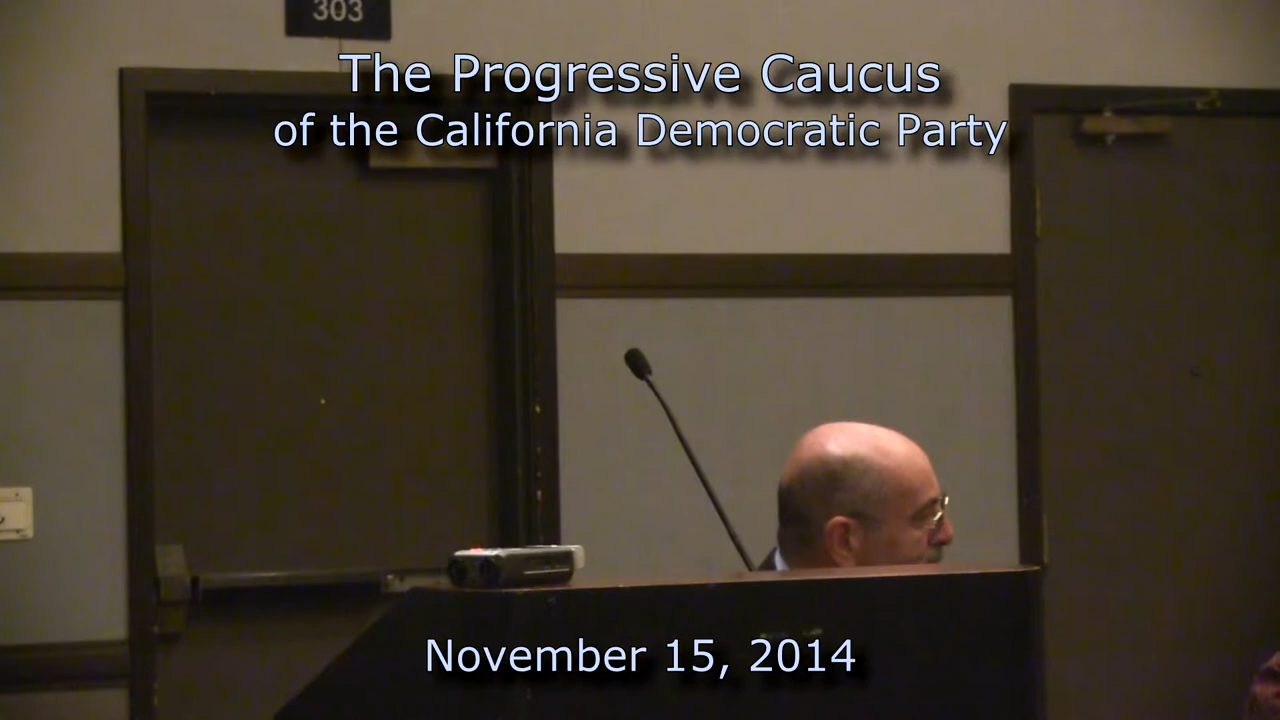 303
The Progressive Caucus
of the California Democratic Party
November 15, 2014